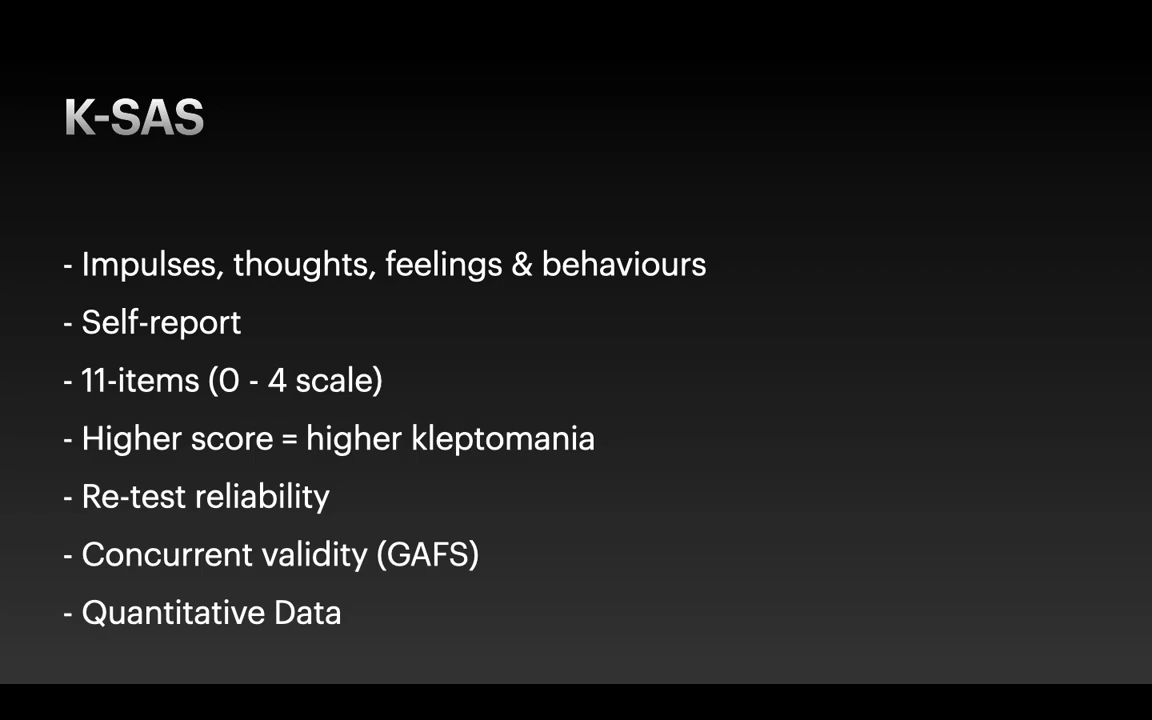 K-SAS
- Impulses, thoughts, feelings & behaviours
- Self-report
- 11-items (0 - 4 scale)
- Higher score = higher kleptomania
- Re-test reliability
- Concurrent validity (GAFS)
- Quantitative Data